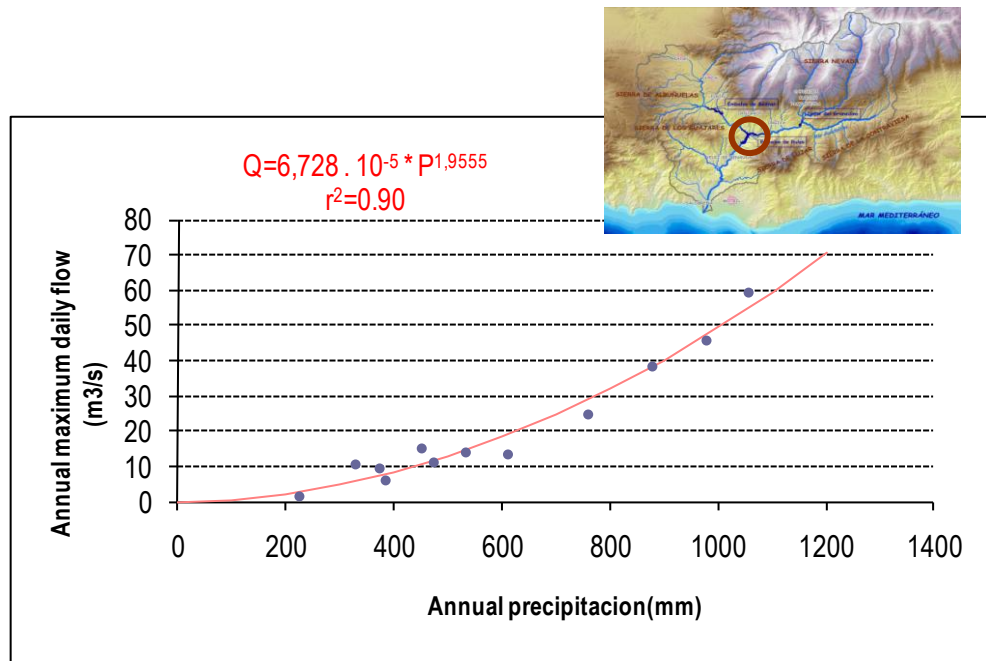 SIERRA NEVADA
SIERRA DE ALBUÑUELAS
SIERRA DE LOS GUAJARES
MAR MEDITERRÁNEO
Q=6,728 . 10-5 * P1,9555
r2=0.90
Annual maximum daily flow
(m3/s)
80
70
60
50
40
30
20
10
0
0 200 400 600 800 1000 1200 1400
Annual precipitacion(mm)